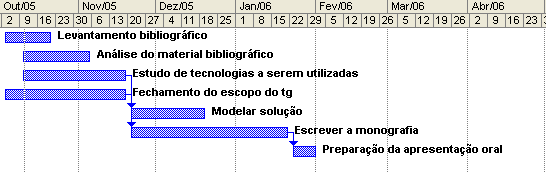 Out/05 Nov/05 Dez/05 Jan/06 Fev/06 Mar/06 Abr/06
2 9 16 23 30 6 13 20 27 4 11 18 25 1 8 15 22 29 5 12 19 26 5 12 19 26 2 9 16 23 3
Levantamento bibliográfico
Análise do material bibliográfico
Estudo de tecnologias a serem utilizadas
Fechamento do escopo do tg
Modelar solução
Escrever a monografia
Preparação da apresentação oral